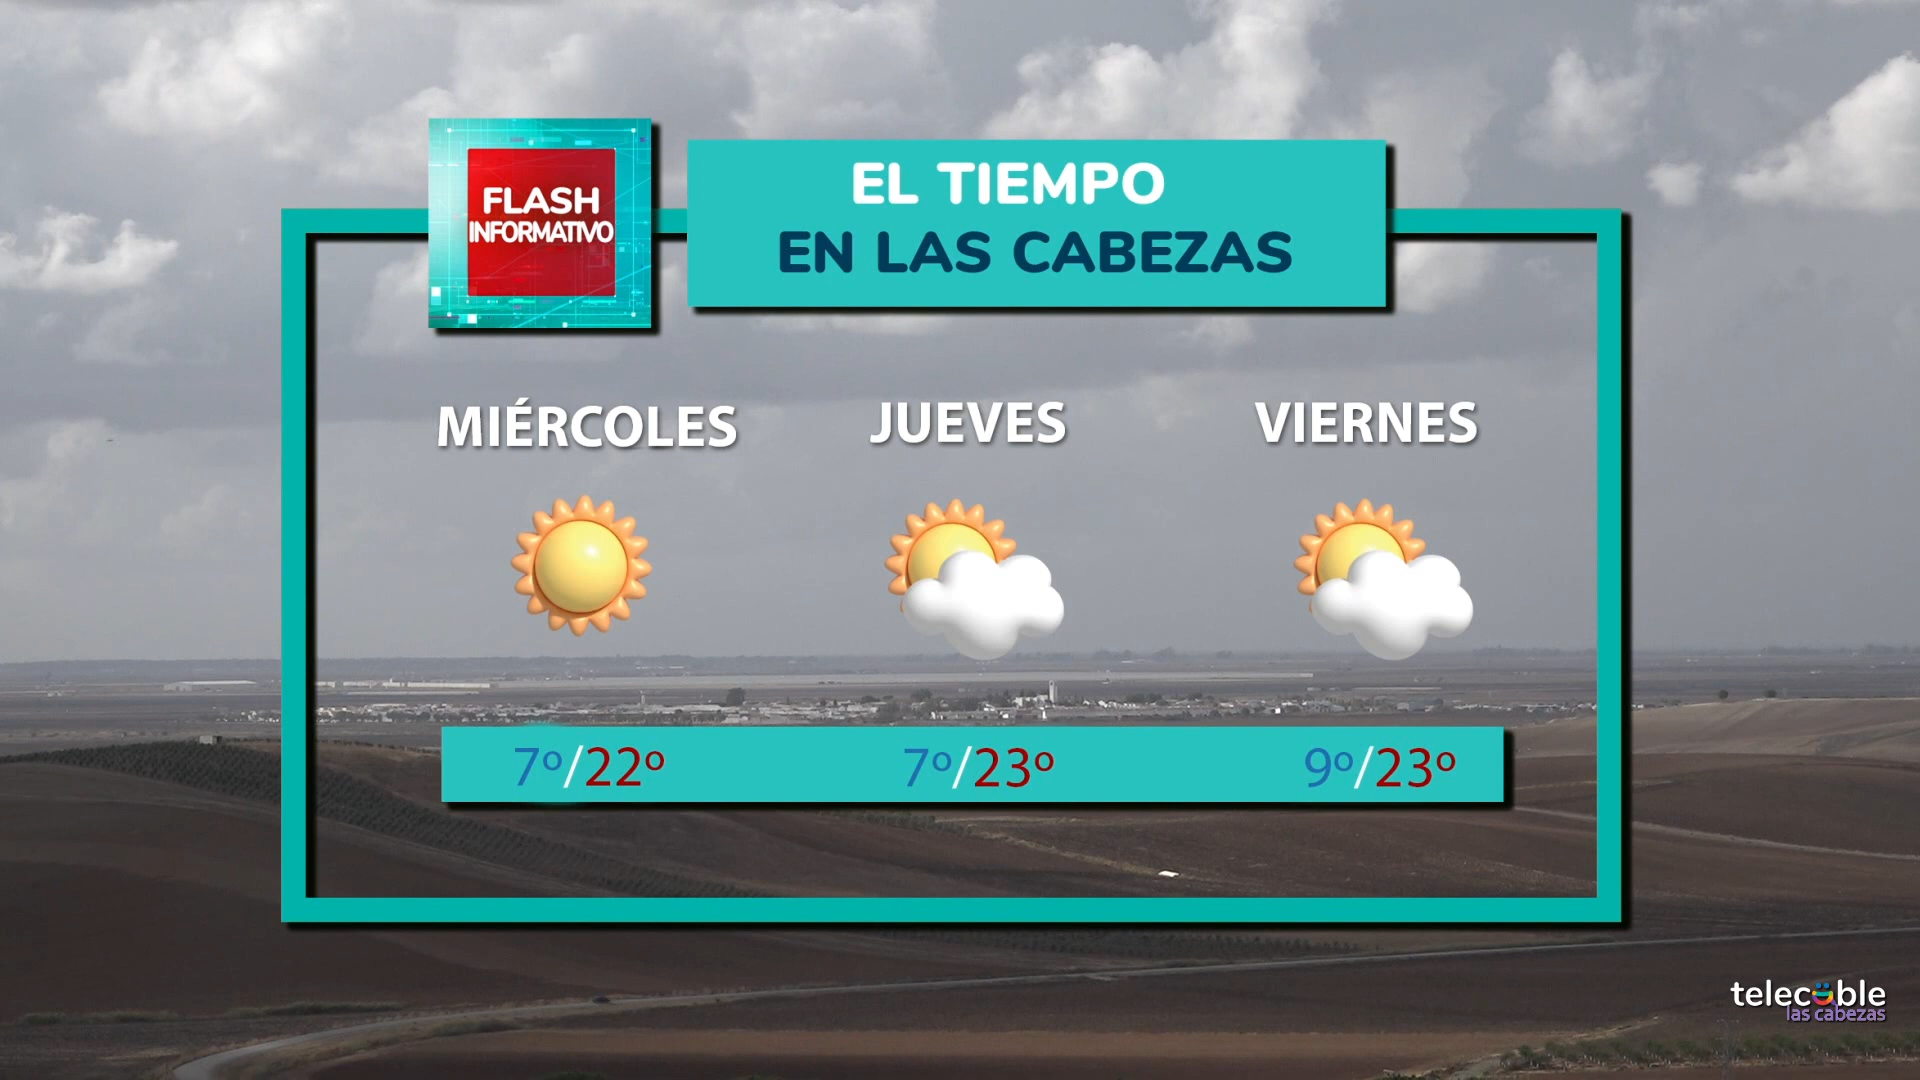 FLASH
INFORMATIVO
EL TIEMPO
EN LAS CABEZAS
MIÉRCOLES
JUEVES
VIERNES
7º/22º
7º/23º
9º/23º
telecable
las cabezas